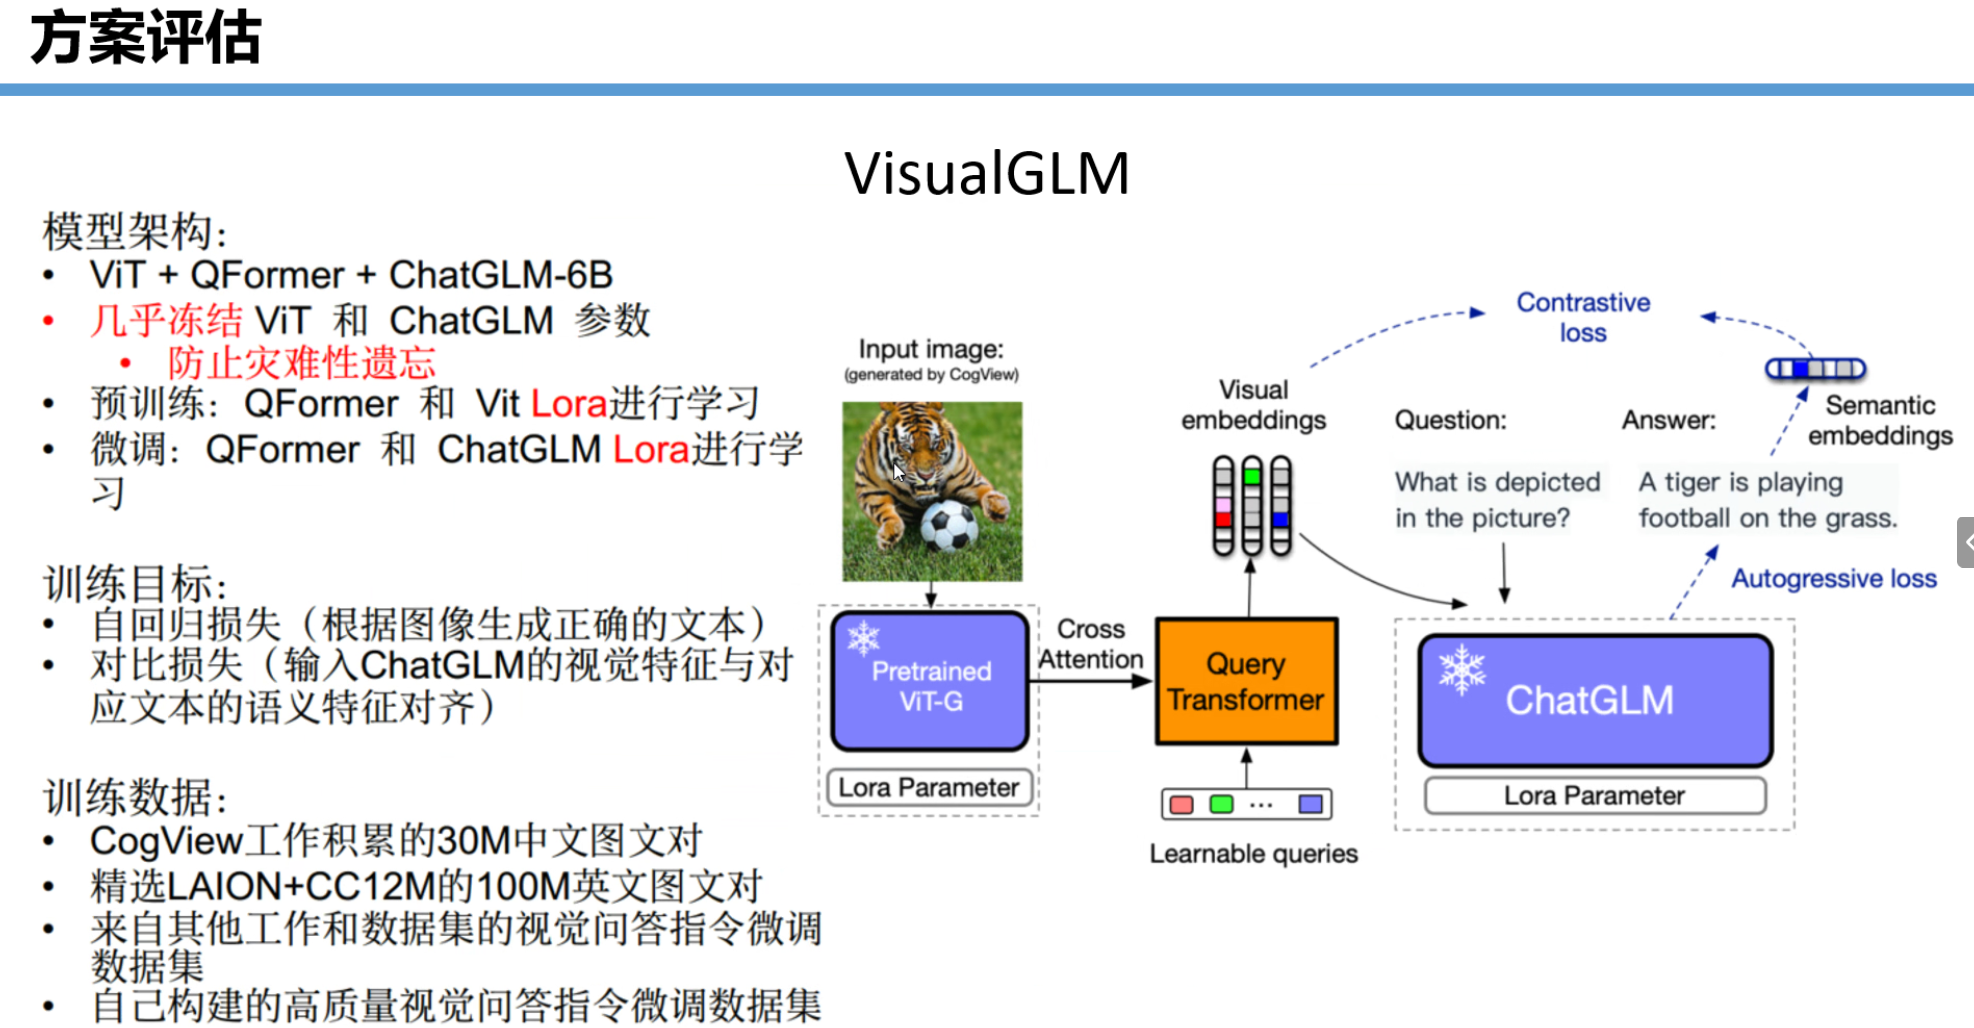 方案评估
VisualGLM
模型架构:
• ViT + QFormer + ChatGLM-6B
• 几乎冻结 ViT 和 ChatGLM 参数
• 防止灾难性遗忘
• 预训练: QFormer 和 Vit Lora进行学习
• 微调: QFormer 和 ChatGLM Lora进行学
习
训练目标:
• 自回归损失（根据图像生成正确的文本）
• 对比损失（输入ChatGLM的视觉特征与对
应文本的语义特征对齐）
训练数据:
• CogView工作积累的30M中文图文对
• 精选LAION+CC12M的100M英文图文对
• 来自其他工作和数据集的视觉问答指令微调
数据集
• 自己构建的高质量视觉问答指令微调数据集
Input image:
(generated by CogView)
Pretrained
ViT-G
Lora Parameter
Cross
Attention
Visual
embeddings
Query
Transformer
...
Learnable queries
Contrastive
loss
Question:
What is depicted
in the picture?
Answer:
A tiger is playing
football on the grass.
Semantic
embeddings
Autogressive loss
ChatGLM
Lora Parameter